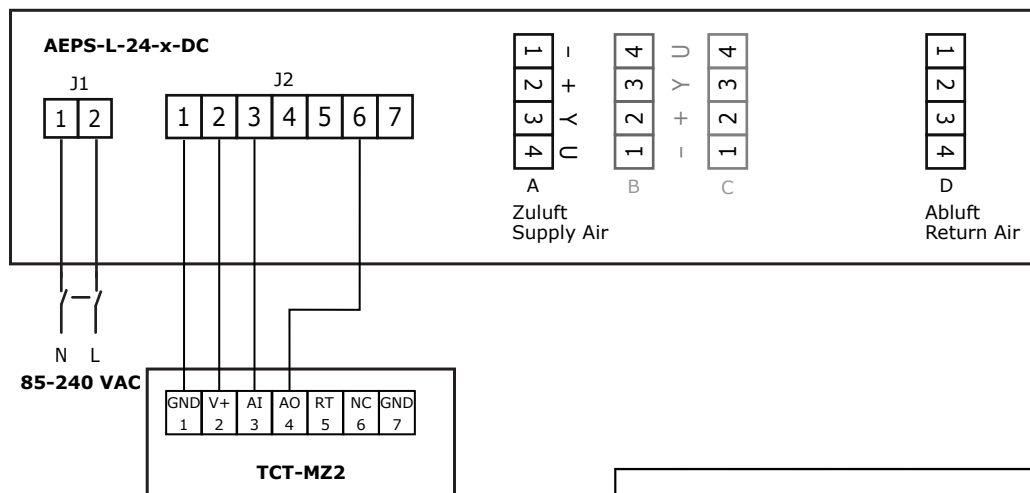 AEPS-L-24-x-DC
J1
1 2
J2
1 2 3 4 5 6 7
1 − 4 U 4 1
2 + 3 Y 3 2
3 Y 2 + 2 3
4 U 1 − 1 4
A B C D
Zuluft
Supply Air
Abluft
Return Air
N L
85-240 VAC
GND V+ AI AO RT NC GND
1 2 3 4 5 6 7
TCT-MZ2